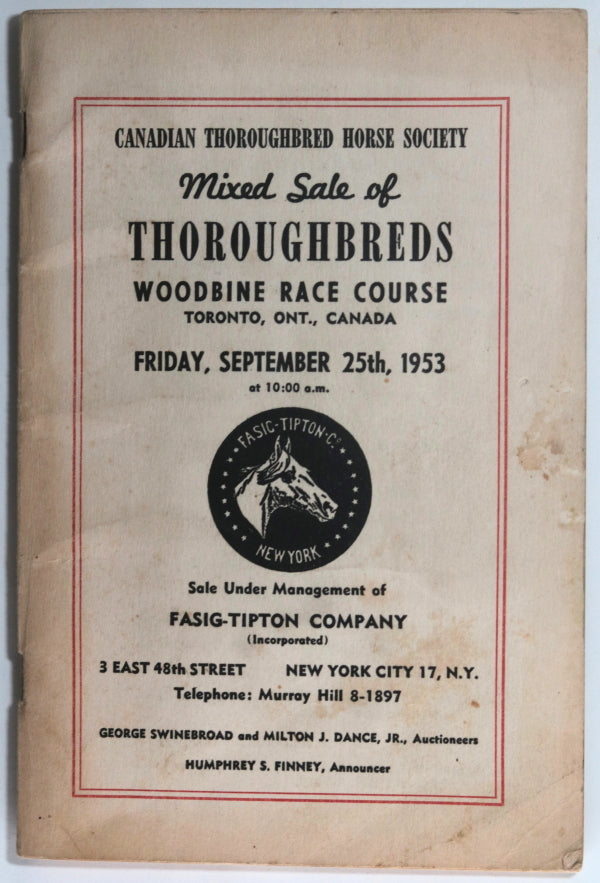 CANADIAN THOROUGHBRED HORSE SOCIETY
Mixed Sale of
THOROUGHBREDS
WOODBINE RACE COURSE
TORONTO, ONT., CANADA
FRIDAY, SEPTEMBER 25th, 1953
at 10:00 a.m.
FASIG-TIPTON-Co
NEW YORK
Sale Under Management of
FASIG-TIPTON COMPANY
(Incorporated)
3 EAST 48th STREET NEW YORK CITY 17, N.Y.
Telephone: Murray Hill 8-1897
GEORGE SWINEBROAD and MILTON J. DANCE, JR., Auctioneers
HUMPHREY S. FINNEY, Announcer